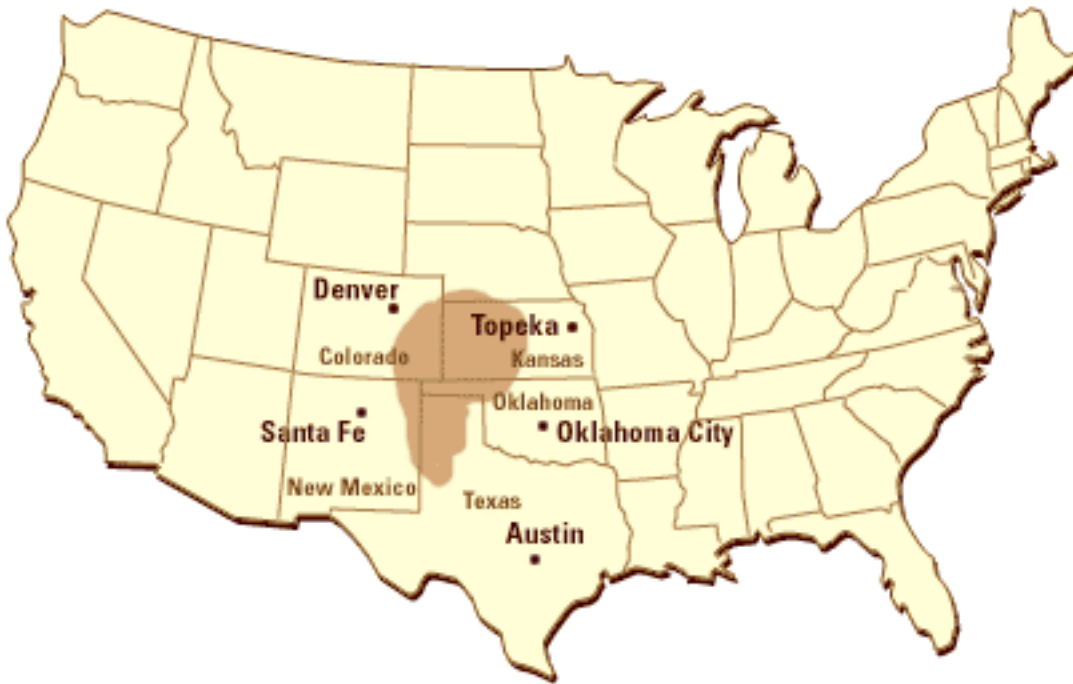 Denver
Topeka
Colorado
Kansas
Oklahoma
Santa Fe
Oklahoma City
New Mexico
Texas
Austin